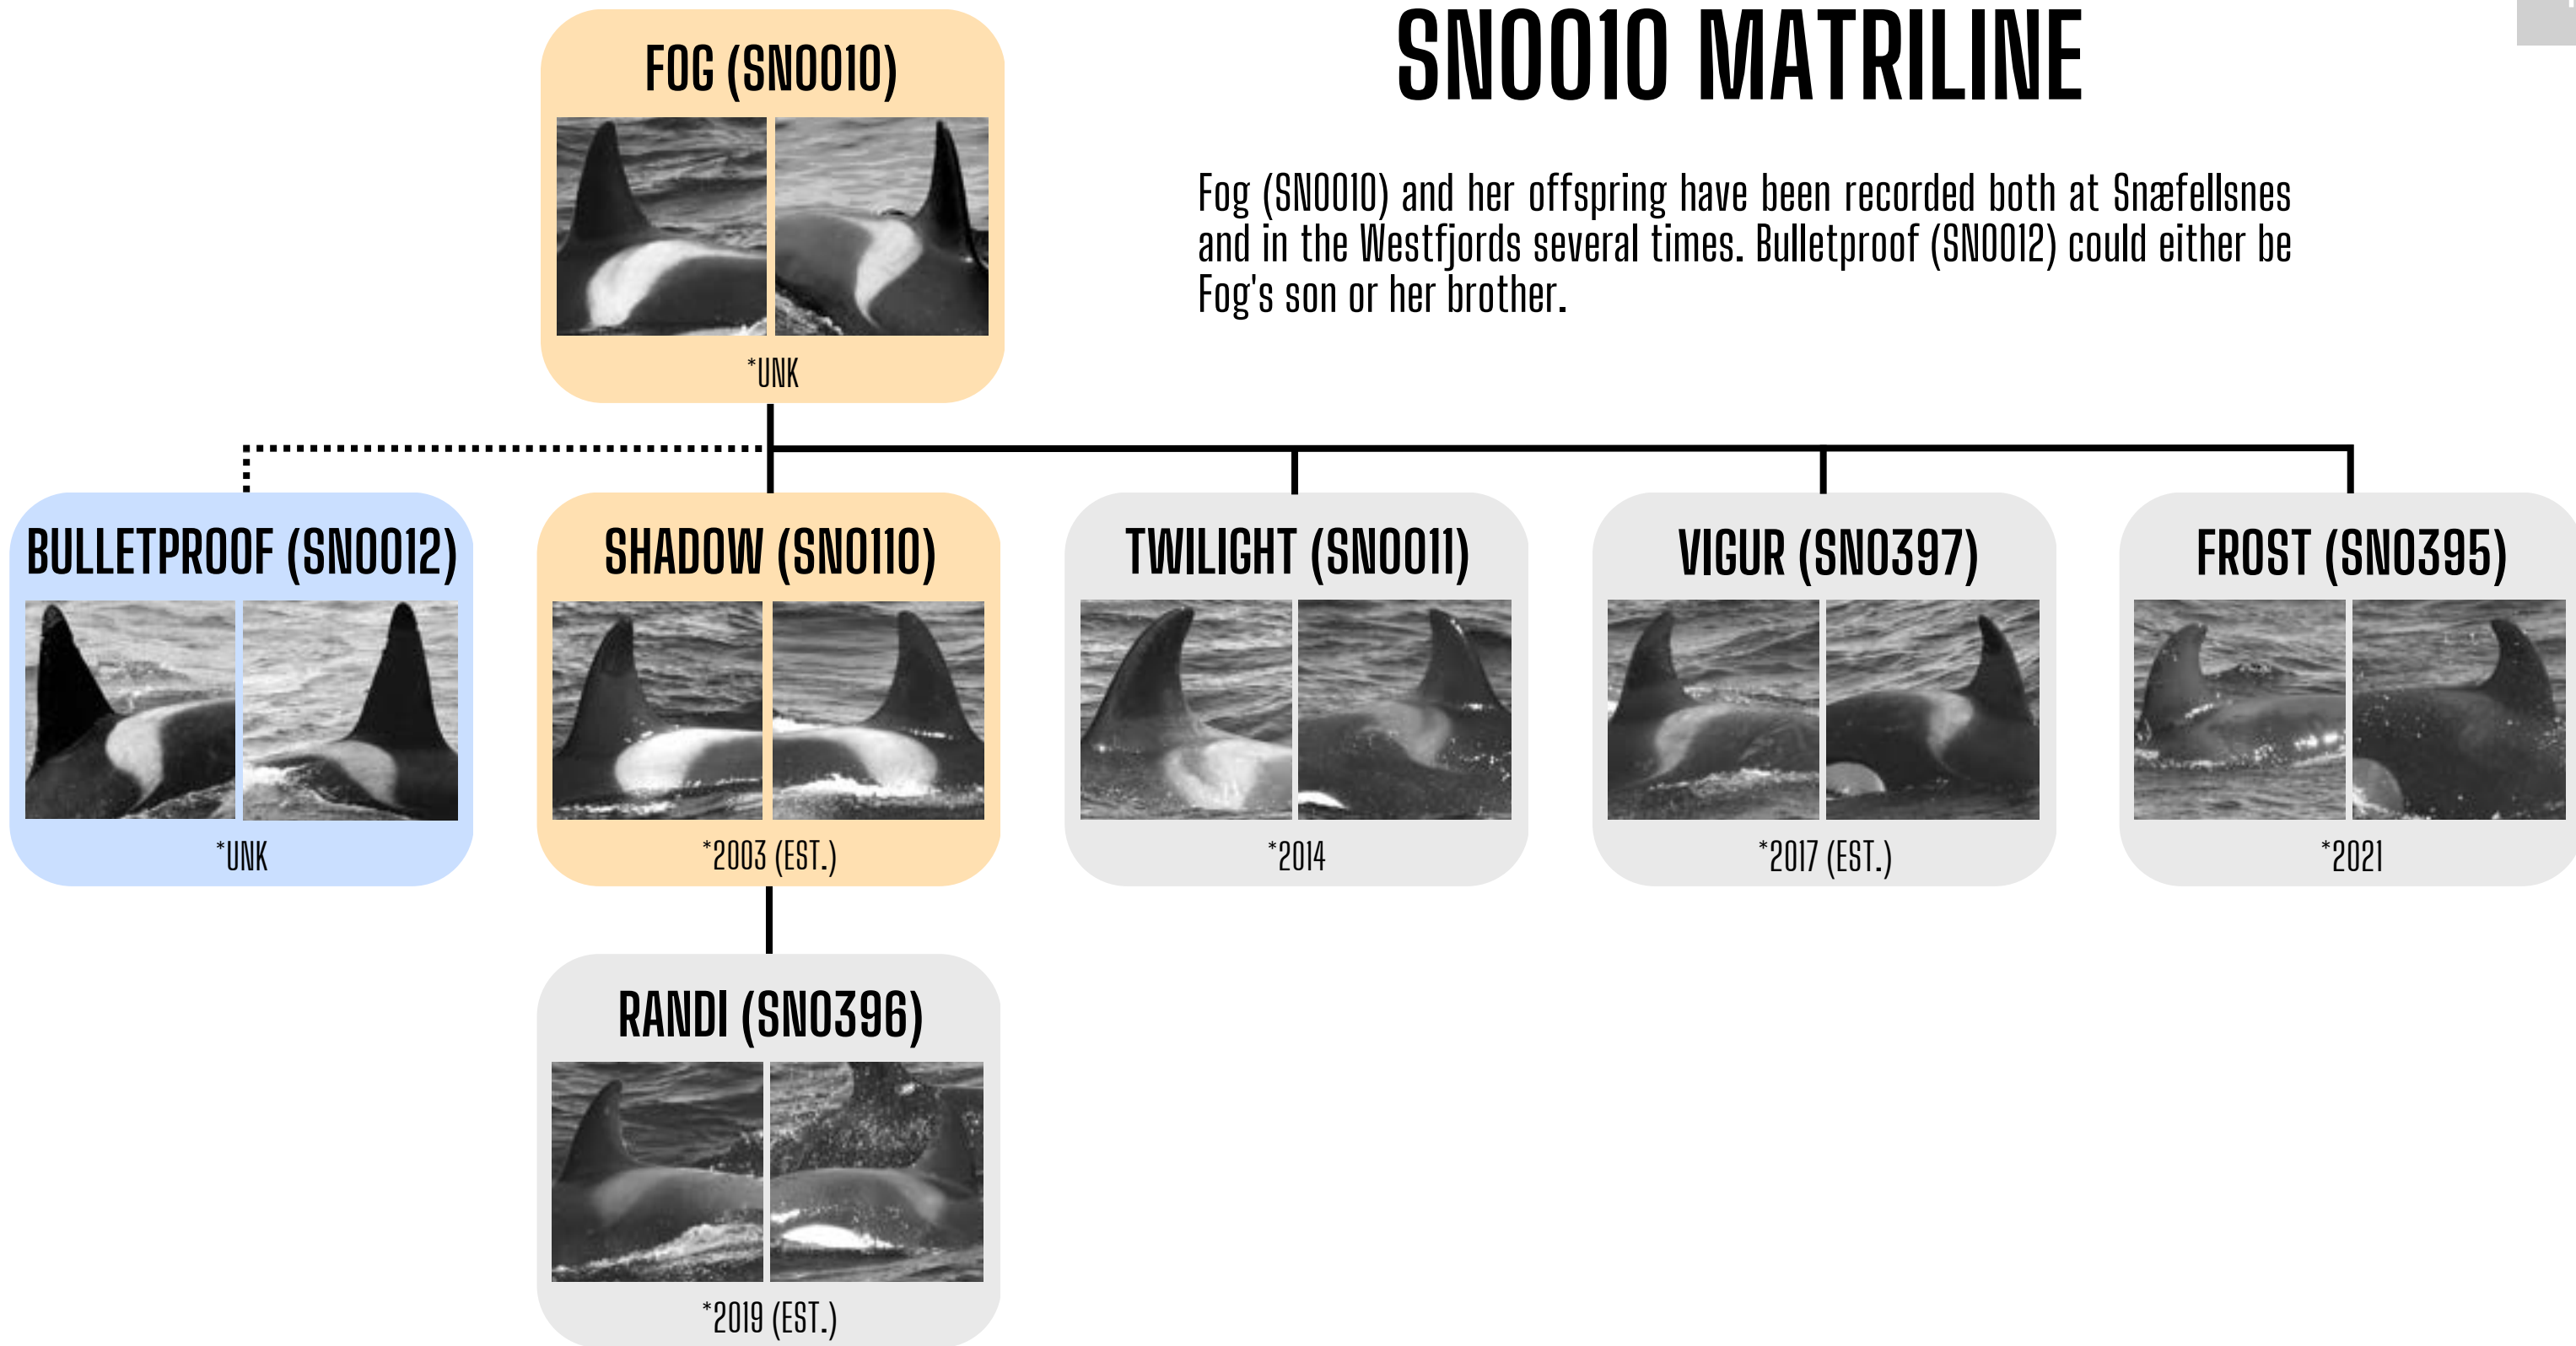 SN0010 MATRILINE
Fog (SN0010) and her offspring have been recorded both at Snæfellsnes
and in the Westfjords several times. Bulletproof (SN0012) could either be
Fog's son or her brother.
FOG (SN0010)
*UNK
BULLETPROOF (SN0012)
*UNK
SHADOW (SN0110)
*2003 (EST.)
TWILIGHT (SN0011)
*2014
VIGUR (SN0397)
*2017 (EST.)
FROST (SN0395)
*2021
RANDI (SN0396)
*2019 (EST.)